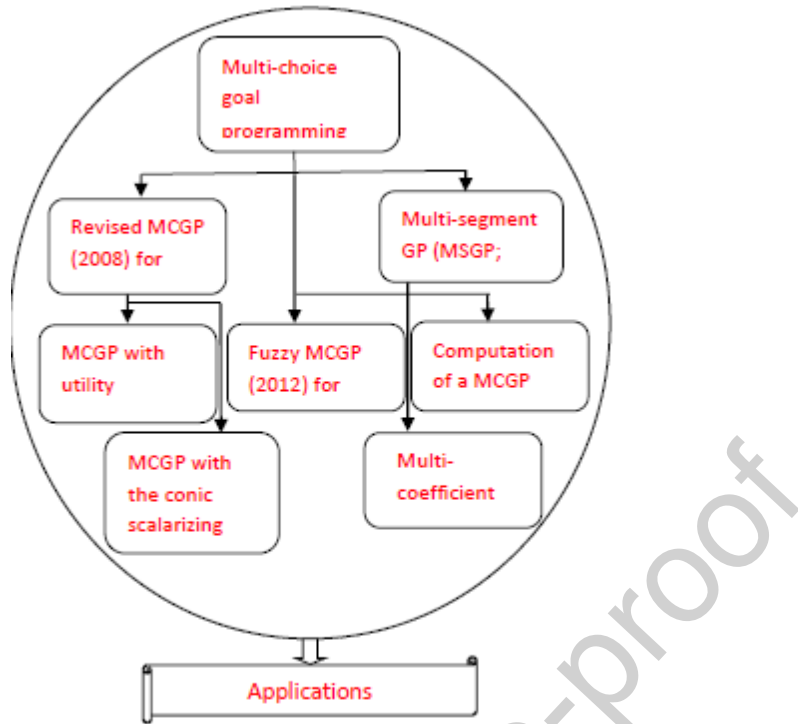 Multi-choice
goal
programming
Revised MCGP
(2008) for
Multi-segment
GP (MSGP;
MCGP with
utility
Fuzzy MCGP
(2012) for
Computation
of a MCGP
MCGP with
the conic
scalarizing
Multi-
coefficient
Applications
-proof